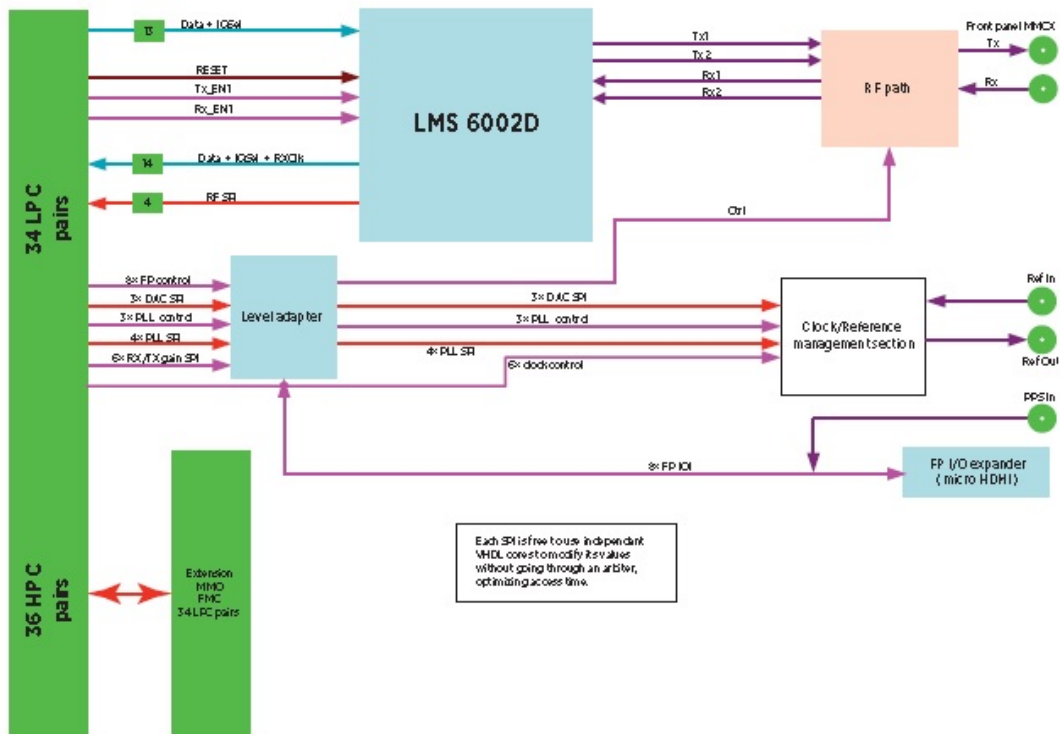 13
Data + IQSel
RESET
Tx_EN1
Rx_EN1
14
Data + IQSel + RXClk
4
RF SPI
34 LPC
pairs
LMS 6002D
Tx1
Tx2
Rx1
Rx2
RF path
Front panel MMCX
Tx
Rx
Ctrl
8× FP control
3× DAC SPI
3× PLL control
4× PLL SPI
6× RX/TX gain SPI
Level adapter
3× DAC SPI
3× PLL control
4× PLL SPI
6× clock control
Clock/Reference
management section
Ref In
Ref Out
PPS In
8× FP IO
FP I/O expander
( micro HDMI )
36 HPC
pairs
Extension
MMO
FMC
34 LPC pairs
Each SPI is free to use independent
VHDL cores to modify its values
without going through an arbiter,
optimizing access time.